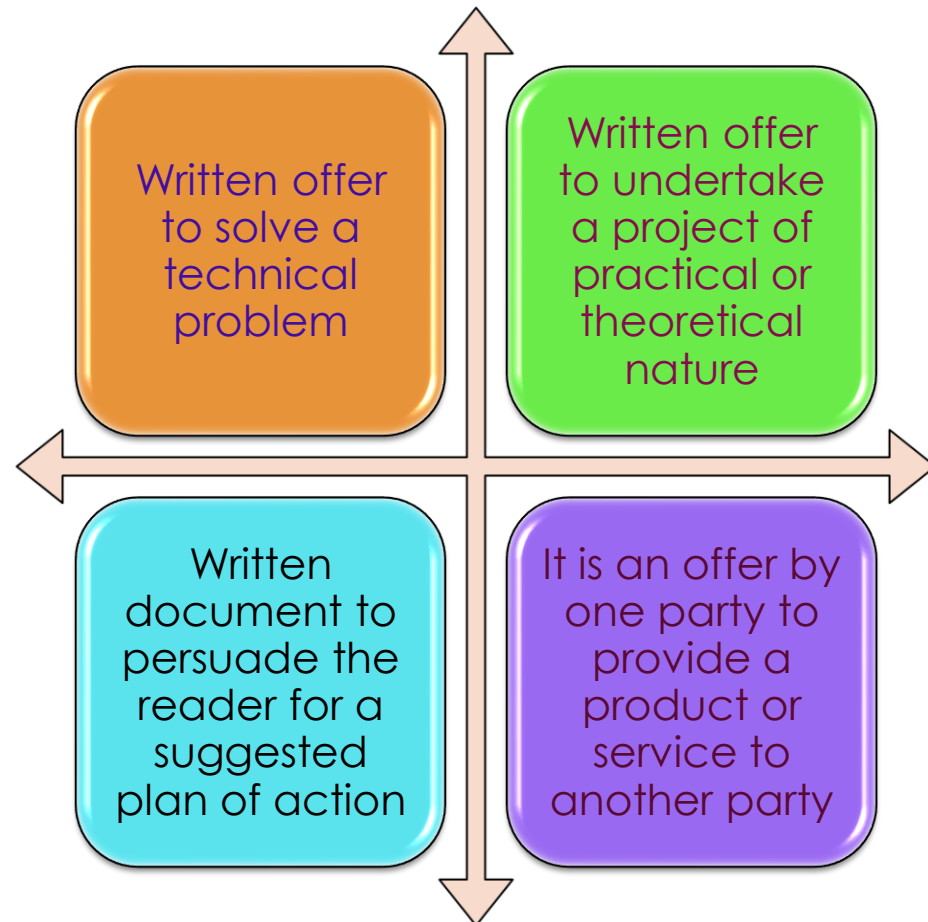 Written offer
to solve a
technical
problem
Written offer
to undertake
a project of
practical or
theoretical
nature
Written
document to
persuade the
reader for a
suggested
plan of action
It is an offer by
one party to
provide a
product or
service to
another party